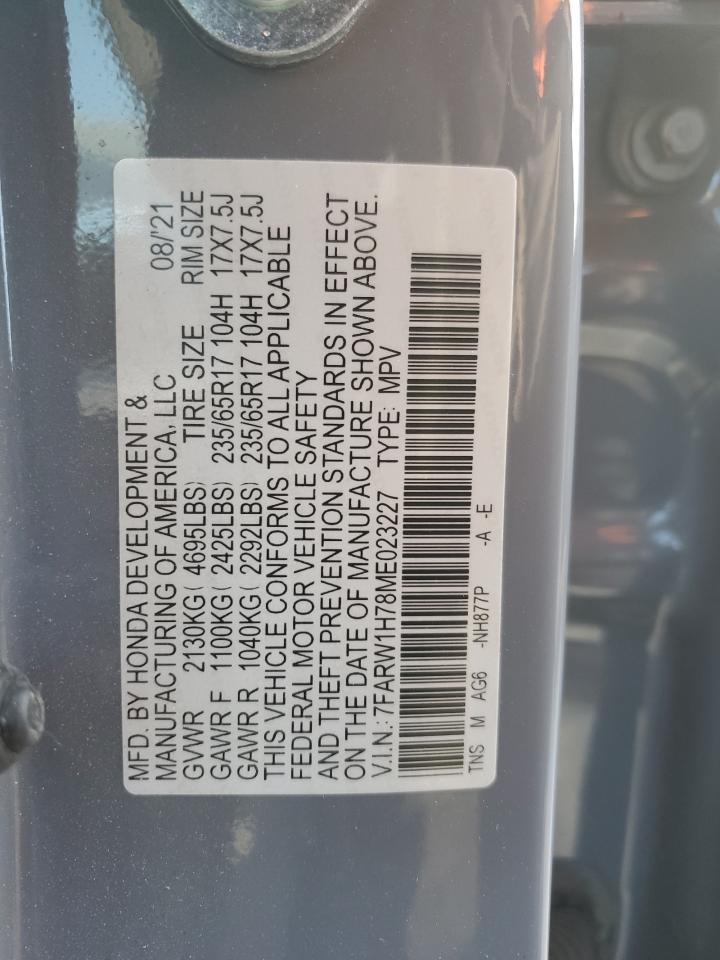 MFD. BY HONDA DEVELOPMENT &
MANUFACTURING OF AMERICA, LLC 08/'21
GVWR 2130KG( 4695LBS) TIRE SIZE RIM SIZE
GAWR F 1100KG( 2425LBS) 235/65R17 104H 17X7.5J
GAWR R 1040KG( 2292LBS) 235/65R17 104H 17X7.5J
THIS VEHICLE CONFORMS TO ALL APPLICABLE
FEDERAL MOTOR VEHICLE SAFETY
AND THEFT PREVENTION STANDARDS IN EFFECT
ON THE DATE OF MANUFACTURE SHOWN ABOVE.
V.I.N.: 7FARW1H78ME023227 TYPE: MPV
TNS M AG6 -NH877P -A -E